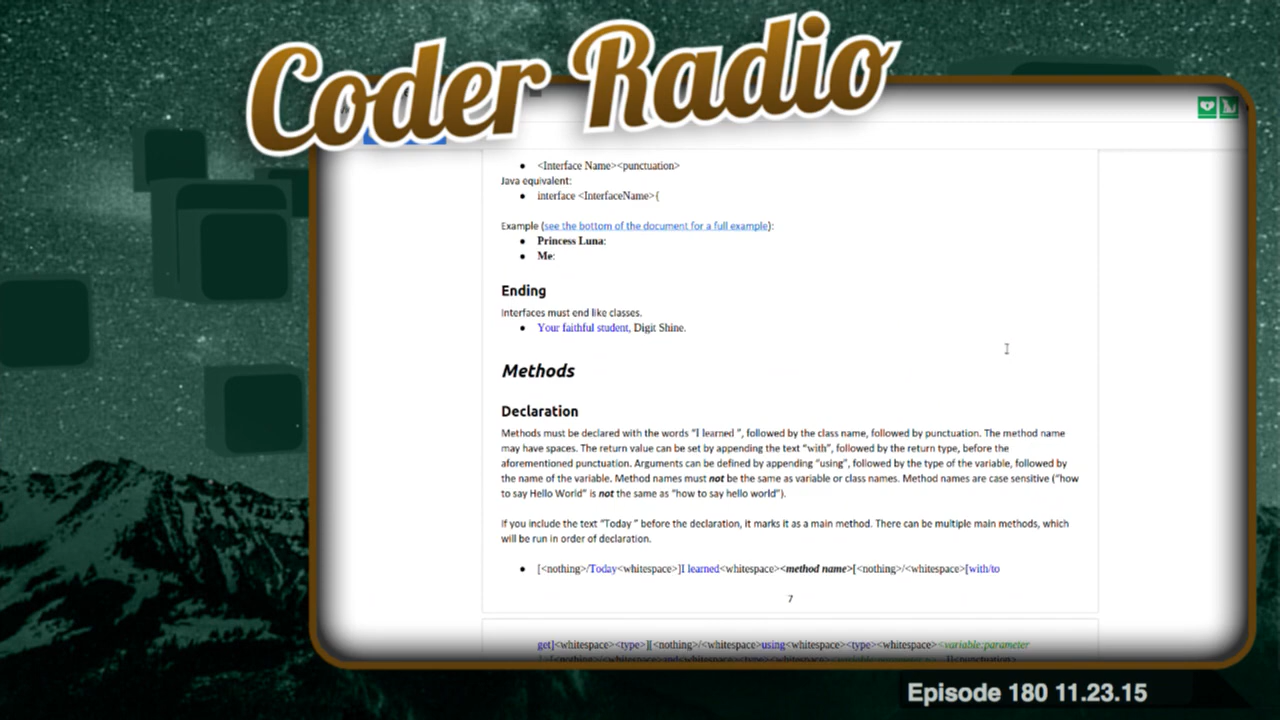 Coder Radio
<Interface Name><punctuation>
Java equivalent:
interface <InterfaceName>{
Example (see the bottom of the document for a full example):
Princess Luna:
Me:
Ending
Interfaces must end like classes.
Your faithful student, Digit Shine.
Methods
Declaration
Methods must be declared with the words "I learned ", followed by the class name, followed by punctuation. The method name
may have spaces. The return value can be set by appending the text "with", followed by the return type, before the
aforementioned punctuation. Arguments can be defined by appending "using", followed by the type of the variable, followed by
the name of the variable. Method names must not be the same as variable or class names. Method names are case sensitive ("how
to say Hello World" is not the same as "how to say hello world").
If you include the text "Today " before the declaration, it marks it as a main method. There can be multiple main methods, which
will be run in order of declaration.
[<nothing>/Today<whitespace>]I learned<whitespace><method name>[<nothing>/<whitespace>[with/to
7
get]<whitespace><type>][<nothing>/<whitespace>using<whitespace><type><whitespace><variable:parameter
Episode 180 11.23.15